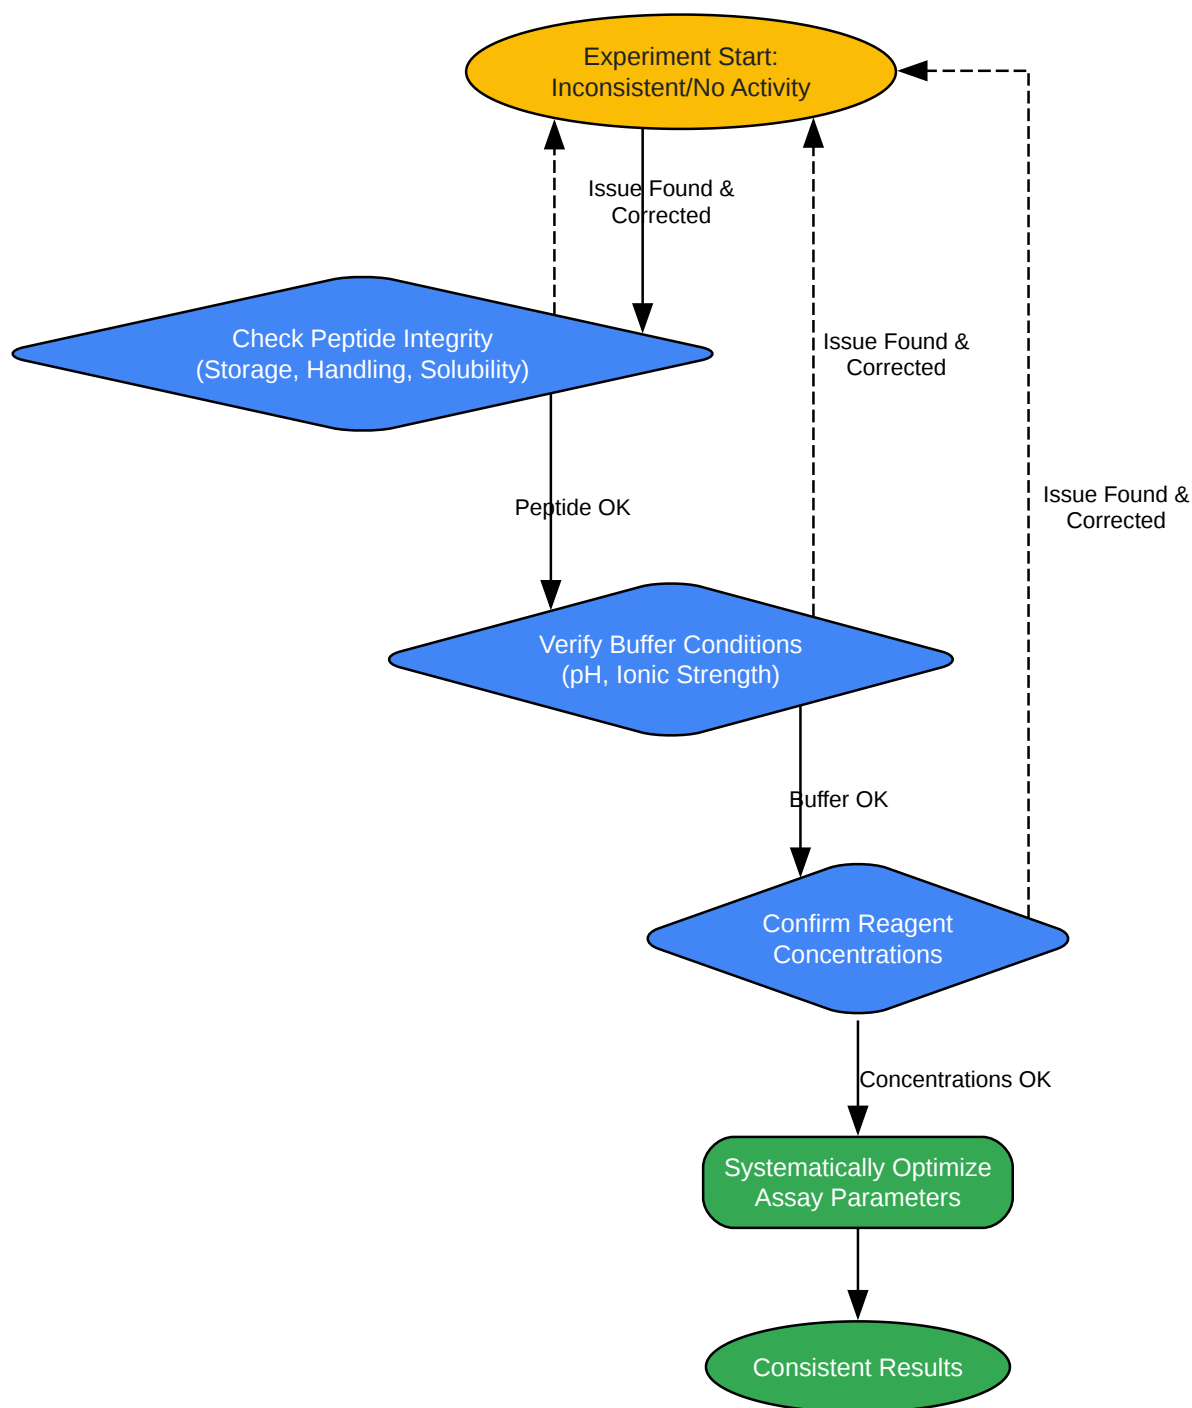 Experiment Start:
Inconsistent/No Activity
Issue Found &
Corrected
Check Peptide Integrity
(Storage, Handling, Solubility)
Issue Found &
Corrected
Issue Found &
Corrected
Peptide OK
Verify Buffer Conditions
(pH, Ionic Strength)
Buffer OK
Confirm Reagent
Concentrations
Concentrations OK
Systematically Optimize
Assay Parameters
Consistent Results